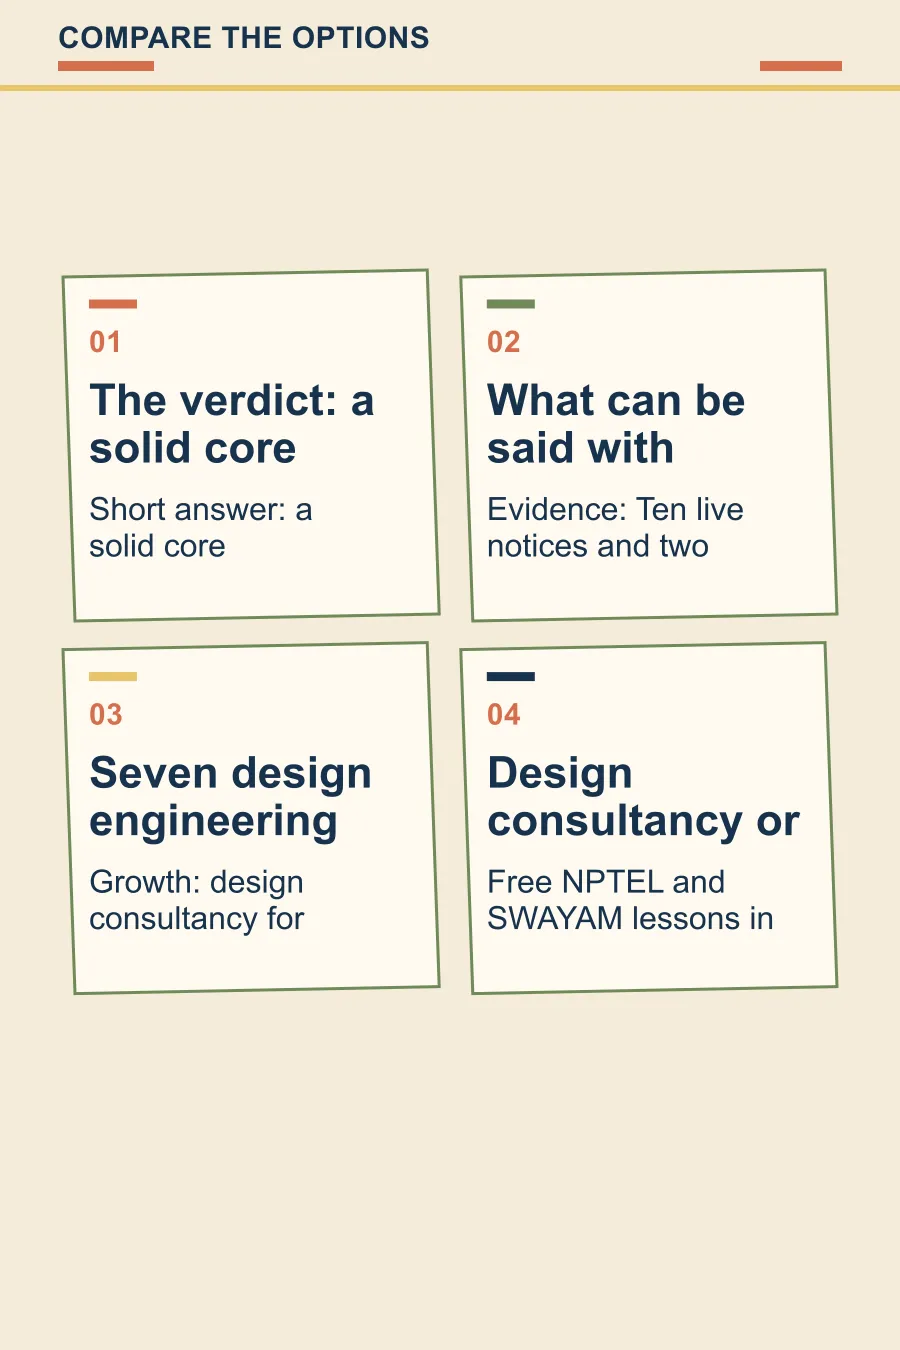 COMPARE THE OPTIONS
01
The verdict: a
solid core
Short answer: a
solid core
02
What can be
said with
Evidence: Ten live
notices and two
03
Seven design
engineering
Growth: design
consultancy for
04
Design
consultancy or
Free NPTEL and
SWAYAM lessons in